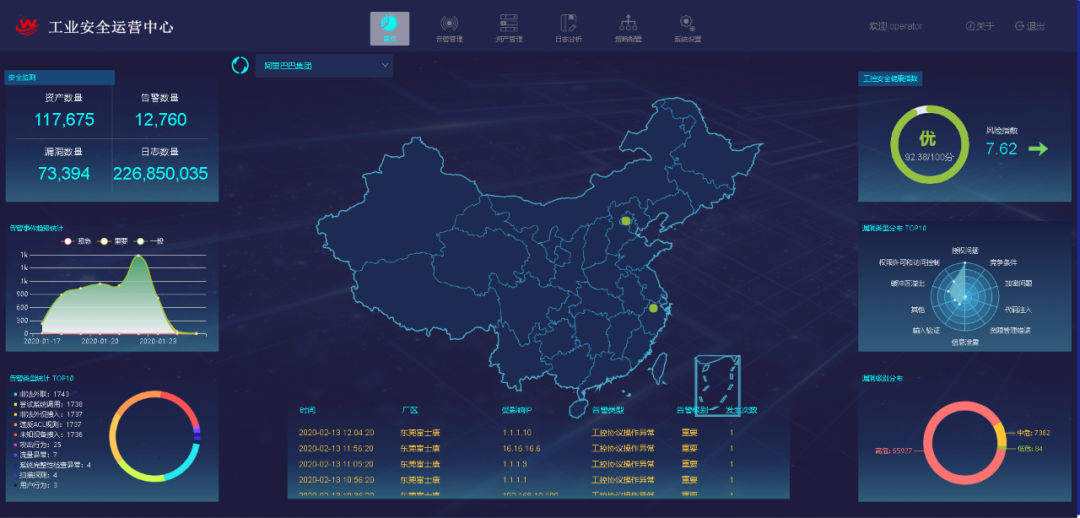 工业安全运营中心
告警管理
资产管理
日志分析
策略配置
系统设置
欢迎 operator
关于
退出
安全监测
资产数量
告警数量
117,675
12,760
漏洞数量
日志数量
73,394
226,850,035
阿里巴巴集团
工控安全健康指数
优
92.38/100分
风险指数
7.62
告警事件趋势统计
紧急
重要
一般
1k
1k
1k
900
600
300
0
2020-01-17
2020-01-20
2020-01-23
漏洞类型分布 TOP10
授权问题
权限许可和访问控制
竞争条件
缓冲区溢出
加密问题
其他
代码注入
输入验证
资源管理错误
信息泄露
告警类型统计 TOP10
非法外联: 1743
尝试系统调用: 1738
非法外设接入: 1737
违反ACL规则: 1737
未知设备接入: 1736
攻击行为: 25
流量异常: 7
系统完整性检查异常: 4
扫描探测: 4
用户行为: 3
时间
厂区
受影响IP
告警类型
告警级别
发生次数
2020-02-13 12:04:20
东莞富士康
1.1.1.10
工控协议操作异常
重要
1
2020-02-13 11:56:20
东莞富士康
16.16.16.6
工控协议操作异常
重要
1
2020-02-13 11:05:20
东莞富士康
1.1.1.3
工控协议操作异常
重要
1
2020-02-13 10:56:20
东莞富士康
1.1.1.1
工控协议操作异常
重要
1
东莞富士康
工控协议操作异常
重要
1
漏洞级别分布
高危: 65927
中危: 7382
低危: 84